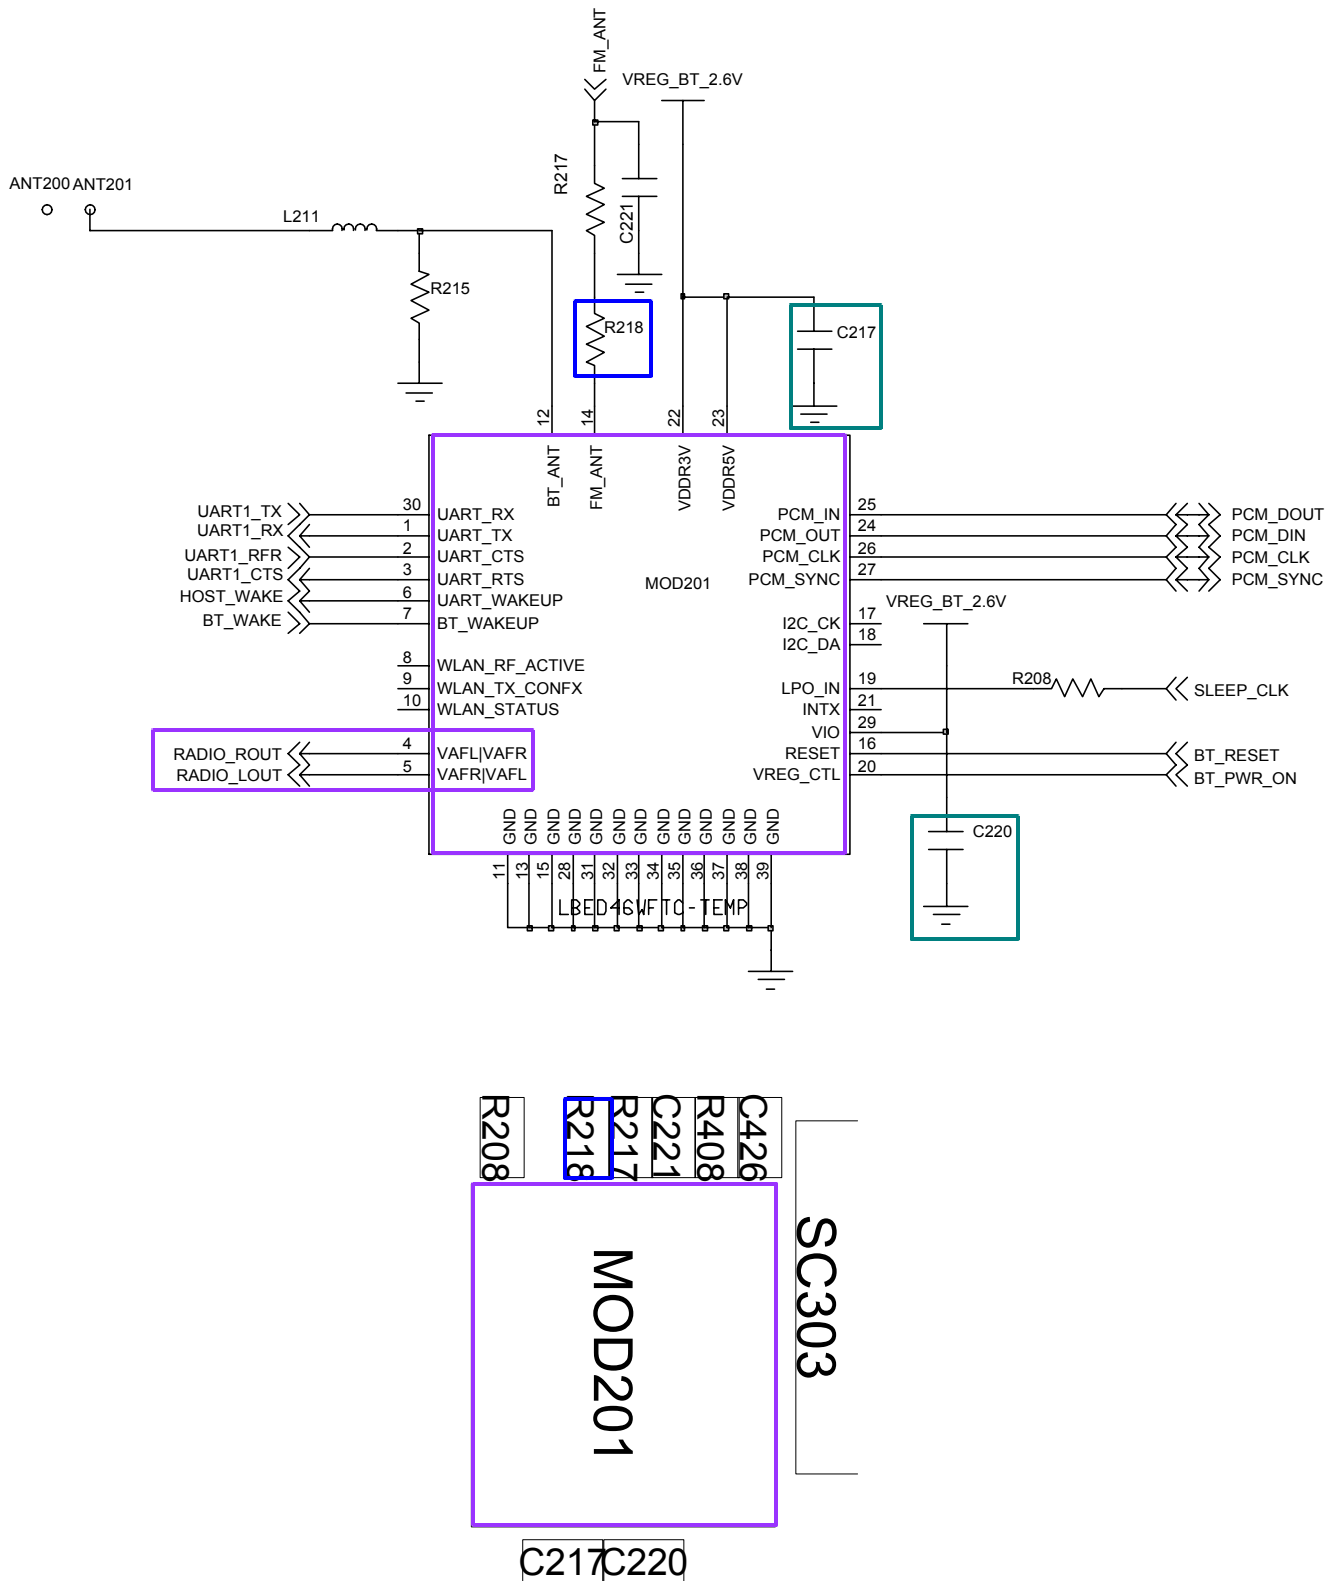 FM_ANT
VREG_BT_2.6V
R217
C221
ANT200 ANT201
L211
R215
R218
C217
12
14
22
23
BT_ANT
FM_ANT
VDDR3V
VDDR5V
UART1_TX 30 UART_RX
UART1_RX 1 UART_TX
UART1_RFR 2 UART_CTS
UART1_CTS 3 UART_RTS
HOST_WAKE 6 UART_WAKEUP
BT_WAKE 7 BT_WAKEUP
8 WLAN_RF_ACTIVE
9 WLAN_TX_CONFX
10 WLAN_STATUS
RADIO_ROUT 4 VAFL|VAFR
RADIO_LOUT 5 VAFR|VAFL
MOD201
PCM_IN 25 PCM_DOUT
PCM_OUT 24 PCM_DIN
PCM_CLK 26 PCM_CLK
PCM_SYNC 27 PCM_SYNC
VREG_BT_2.6V
I2C_CK 17
I2C_DA 18
LPO_IN 19 R208 SLEEP_CLK
INTX 21
VIO 29
RESET 16 BT_RESET
VREG_CTL 20 BT_PWR_ON
C220
GND GND GND GND GND GND GND GND GND GND GND GND GND
11 13 15 28 31 32 33 34 35 36 37 38 39
LBED46WFTC-TEMP
R208
R218
R217
C221
R408
C426
MOD201
SC303
C217 C220